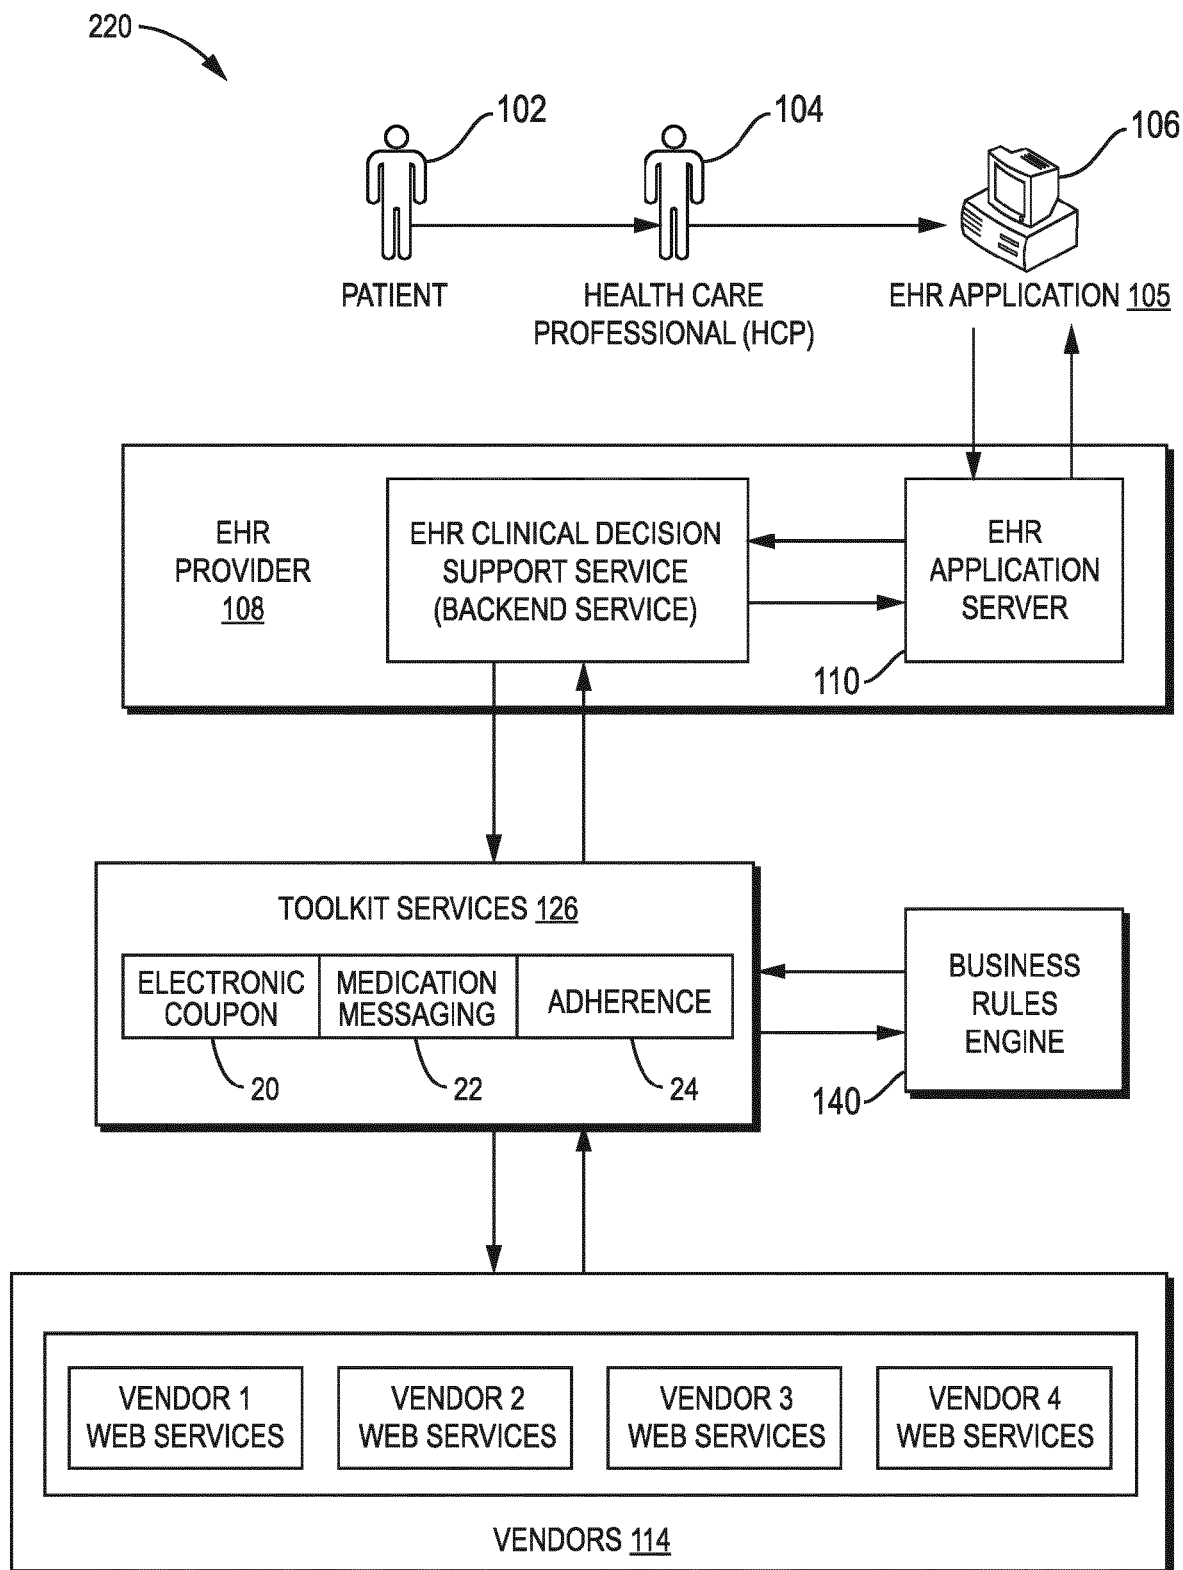 220
102
104
106
PATIENT
HEALTH CARE
PROFESSIONAL (HCP)
EHR APPLICATION 105
EHR
PROVIDER
108
EHR CLINICAL DECISION
SUPPORT SERVICE
(BACKEND SERVICE)
EHR
APPLICATION
SERVER
110
TOOLKIT SERVICES 126
ELECTRONIC
COUPON
MEDICATION
MESSAGING
ADHERENCE
20
22
24
BUSINESS
RULES
ENGINE
140
VENDOR 1
WEB SERVICES
VENDOR 2
WEB SERVICES
VENDOR 3
WEB SERVICES
VENDOR 4
WEB SERVICES
VENDORS 114